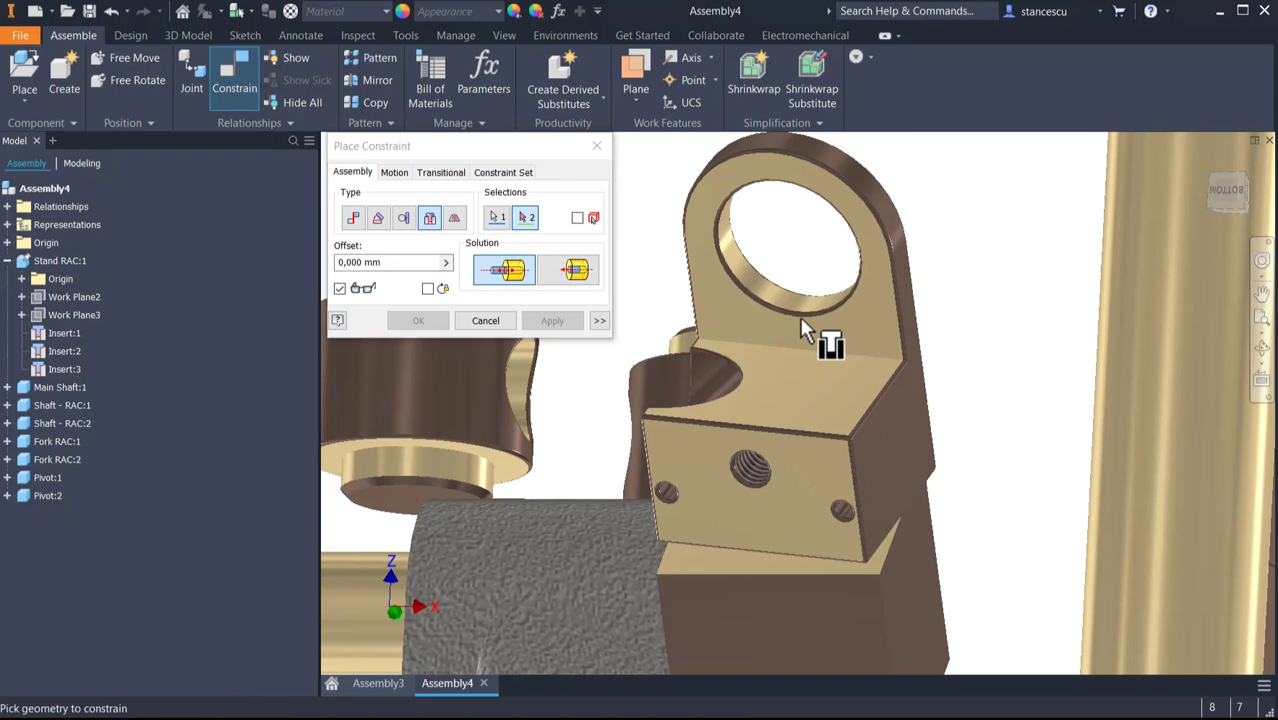 Material
Appearance
Assembly4
Search Help & Commands...
stancescu
File
Assemble
Design
3D Model
Sketch
Annotate
Inspect
Tools
Manage
View
Environments
Get Started
Collaborate
Electromechanical
Place
Create
Free Move
Free Rotate
Component
Position
Joint
Constrain
Show
Show Sick
Hide All
Relationships
Pattern
Mirror
Copy
Pattern
Bill of
Materials
Parameters
Manage
Create Derived
Substitutes
Productivity
Plane
Axis
Point
UCS
Work Features
Shrinkwrap
Shrinkwrap
Substitute
Simplification
Model
Assembly
Modeling
Assembly4
Relationships
Representations
Origin
Stand RAC:1
Origin
Work Plane2
Work Plane3
Insert:1
Insert:2
Insert:3
Main Shaft:1
Shaft - RAC:1
Shaft - RAC:2
Fork RAC:1
Fork RAC:2
Pivot:1
Pivot:2
Place Constraint
Assembly
Motion
Transitional
Constraint Set
Type
Selections
1
2
Offset:
0,000 mm
Solution
OK
Cancel
Apply
>>
BOTTOM
Z
X
Assembly3
Assembly4
Pick geometry to constrain
8
7